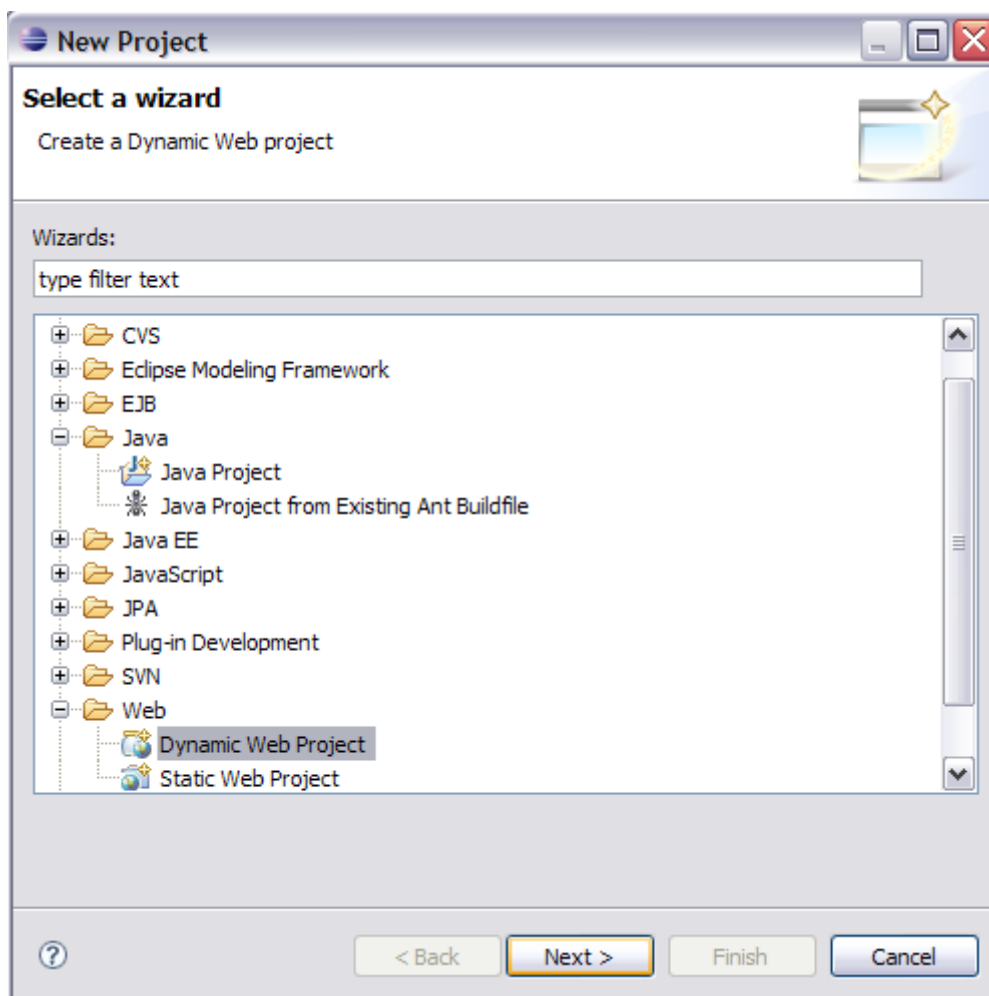 New Project
Select a wizard
Create a Dynamic Web project
Wizards:
type filter text
CVS
Eclipse Modeling Framework
EJB
Java
Java Project
Java Project from Existing Ant Buildfile
Java EE
JavaScript
JPA
Plug-in Development
SVN
Web
Dynamic Web Project
Static Web Project
? < Back Next > Finish Cancel